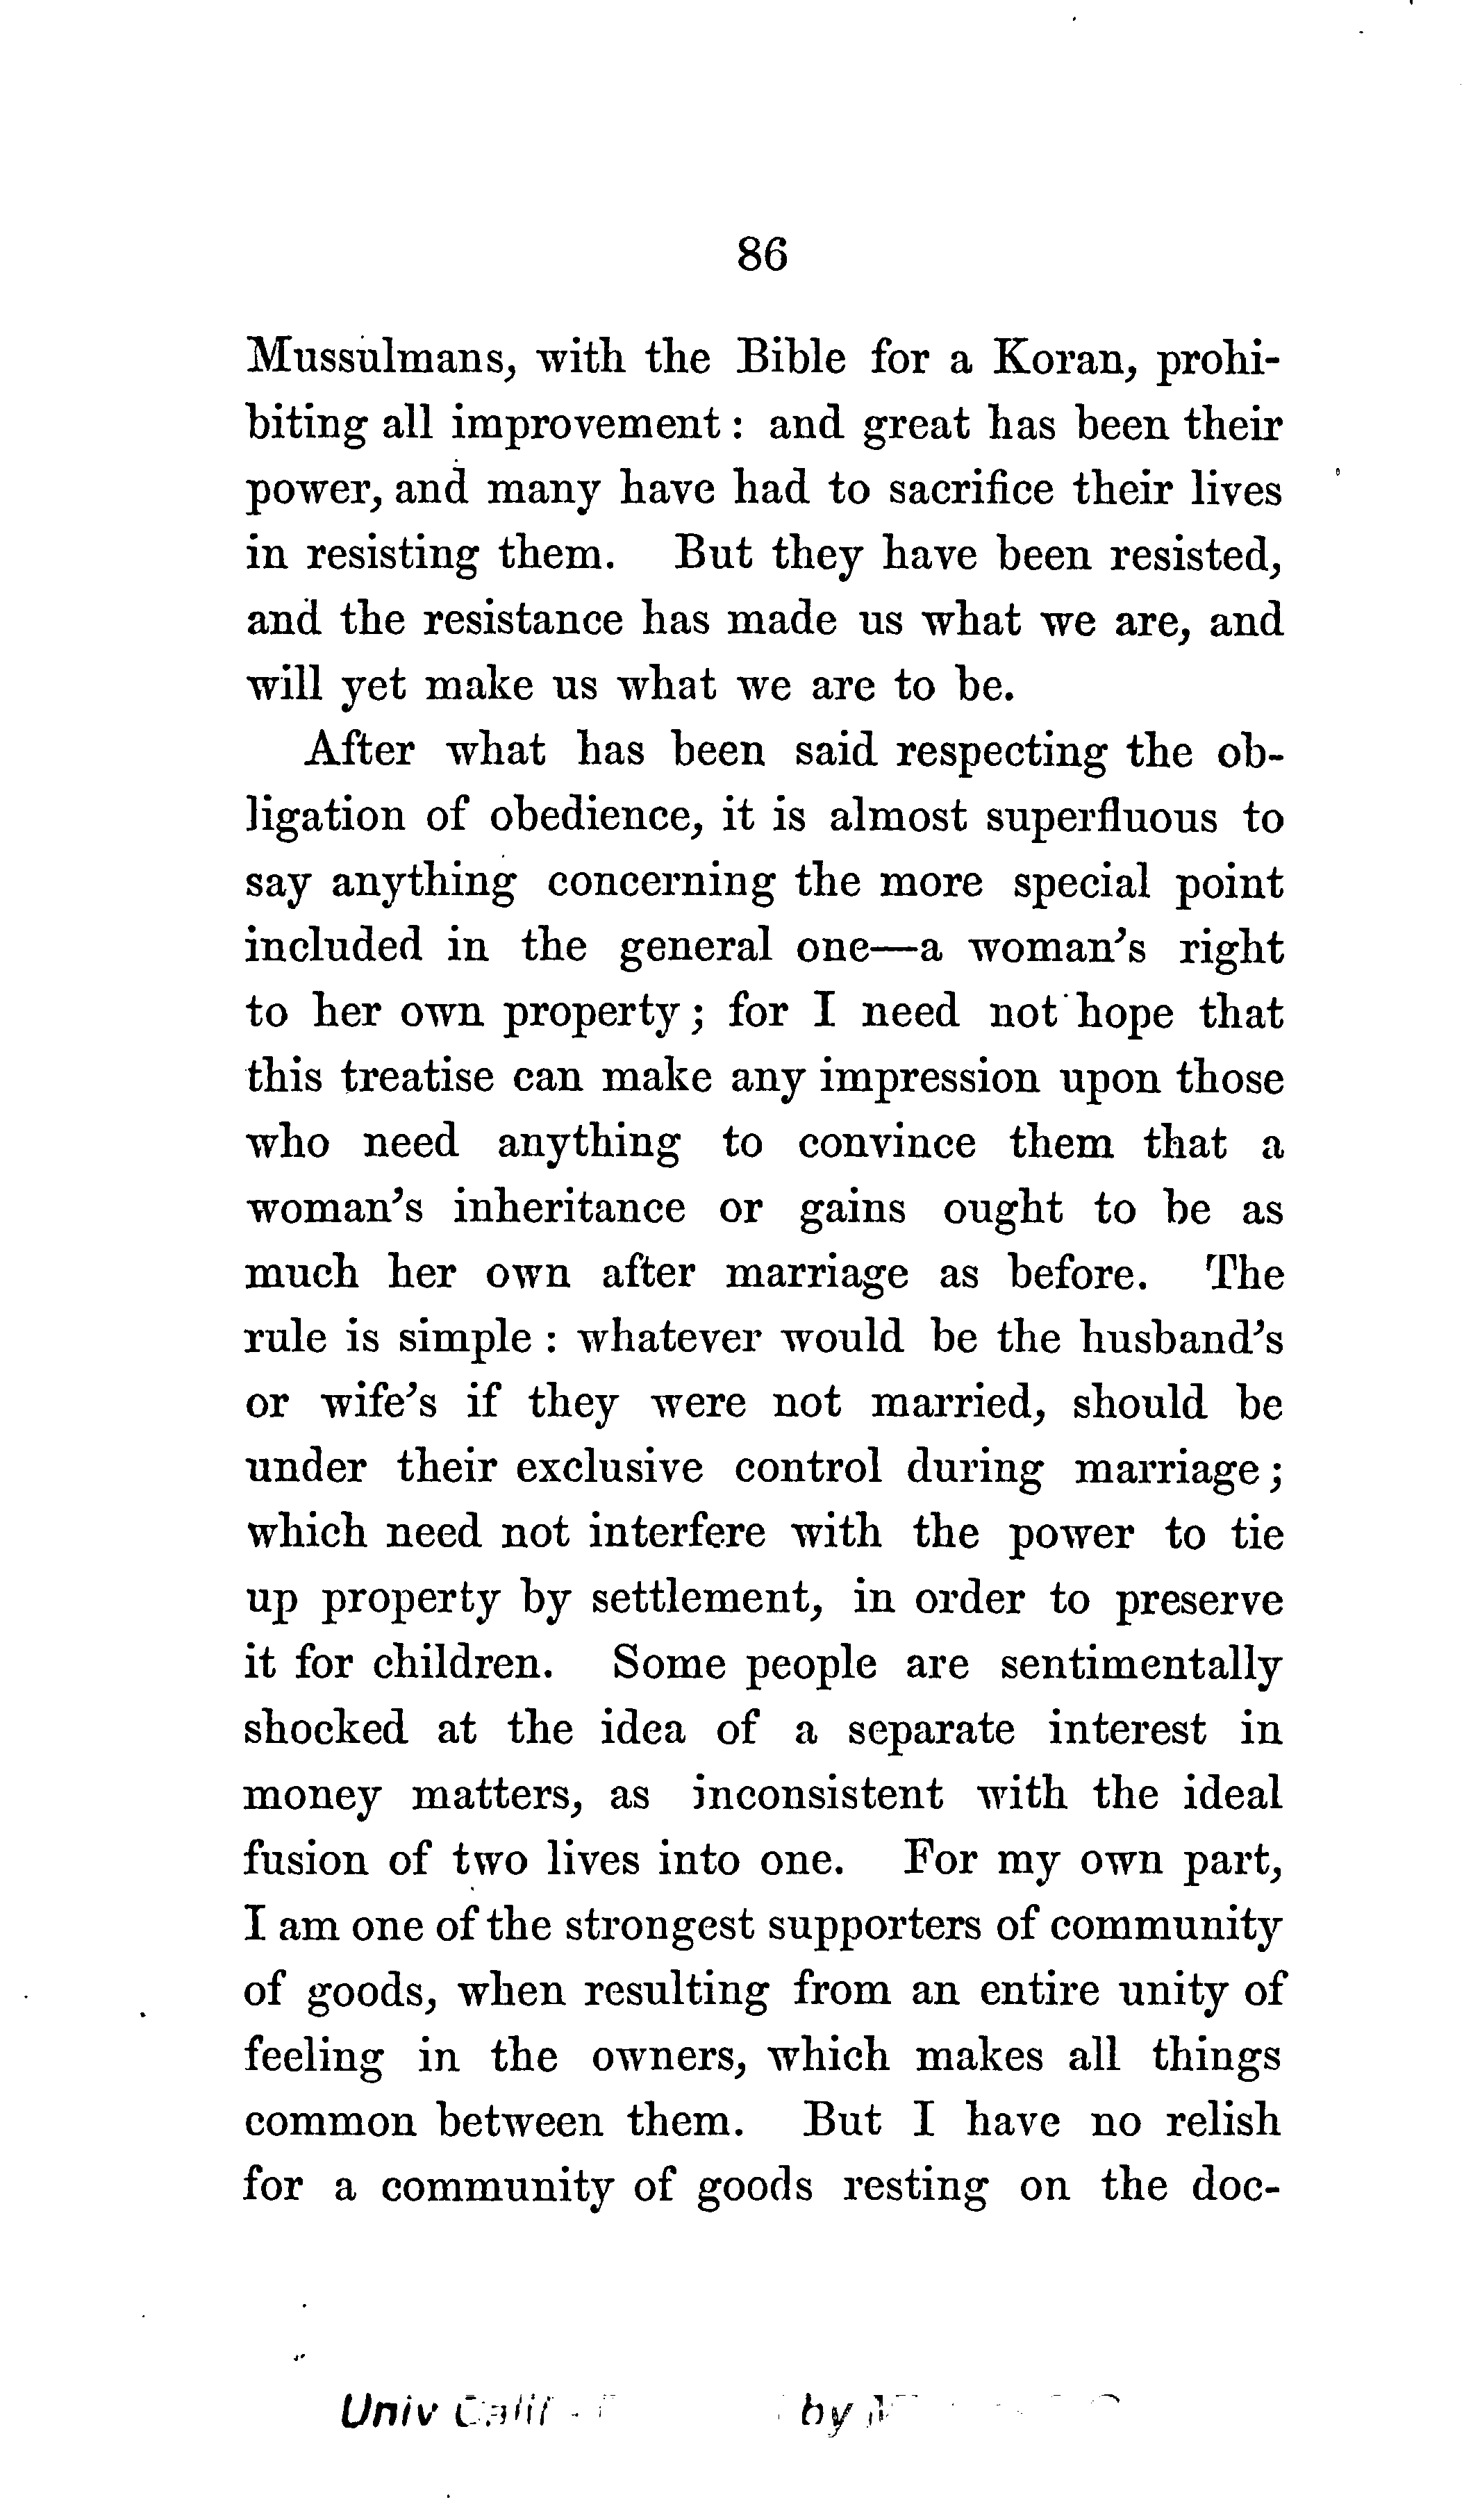 86
Mussulmans, with the Bible for a Koran, prohi-
biting all improvement : and great has been their
power, and many have had to sacrifice their lives
in resisting them. But they have been resisted,
and the resistance has made us what we are, and
will yet make us what we are to be.
After what has been said respecting the ob-
ligation of obedience, it is almost superfluous to
say anything concerning the more special point
included in the general one—a woman's right
to her own property ; for I need not hope that
this treatise can make any impression upon those
who need anything to convince them that a
woman's inheritance or gains ought to be as
much her own after marriage as before. The
rule is simple : whatever would be the husband's
or wife's if they were not married, should be
under their exclusive control during marriage ;
which need not interfere with the power to tie
up property by settlement, in order to preserve
it for children. Some people are sentimentally
shocked at the idea of a separate interest in
money matters, as inconsistent with the ideal
fusion of two lives into one. For my own part,
I am one of the strongest supporters of community
of goods, when resulting from an entire unity of
feeling in the owners, which makes all things
common between them. But I have no relish
for a community of goods resting on the doc-
Univ Calif by